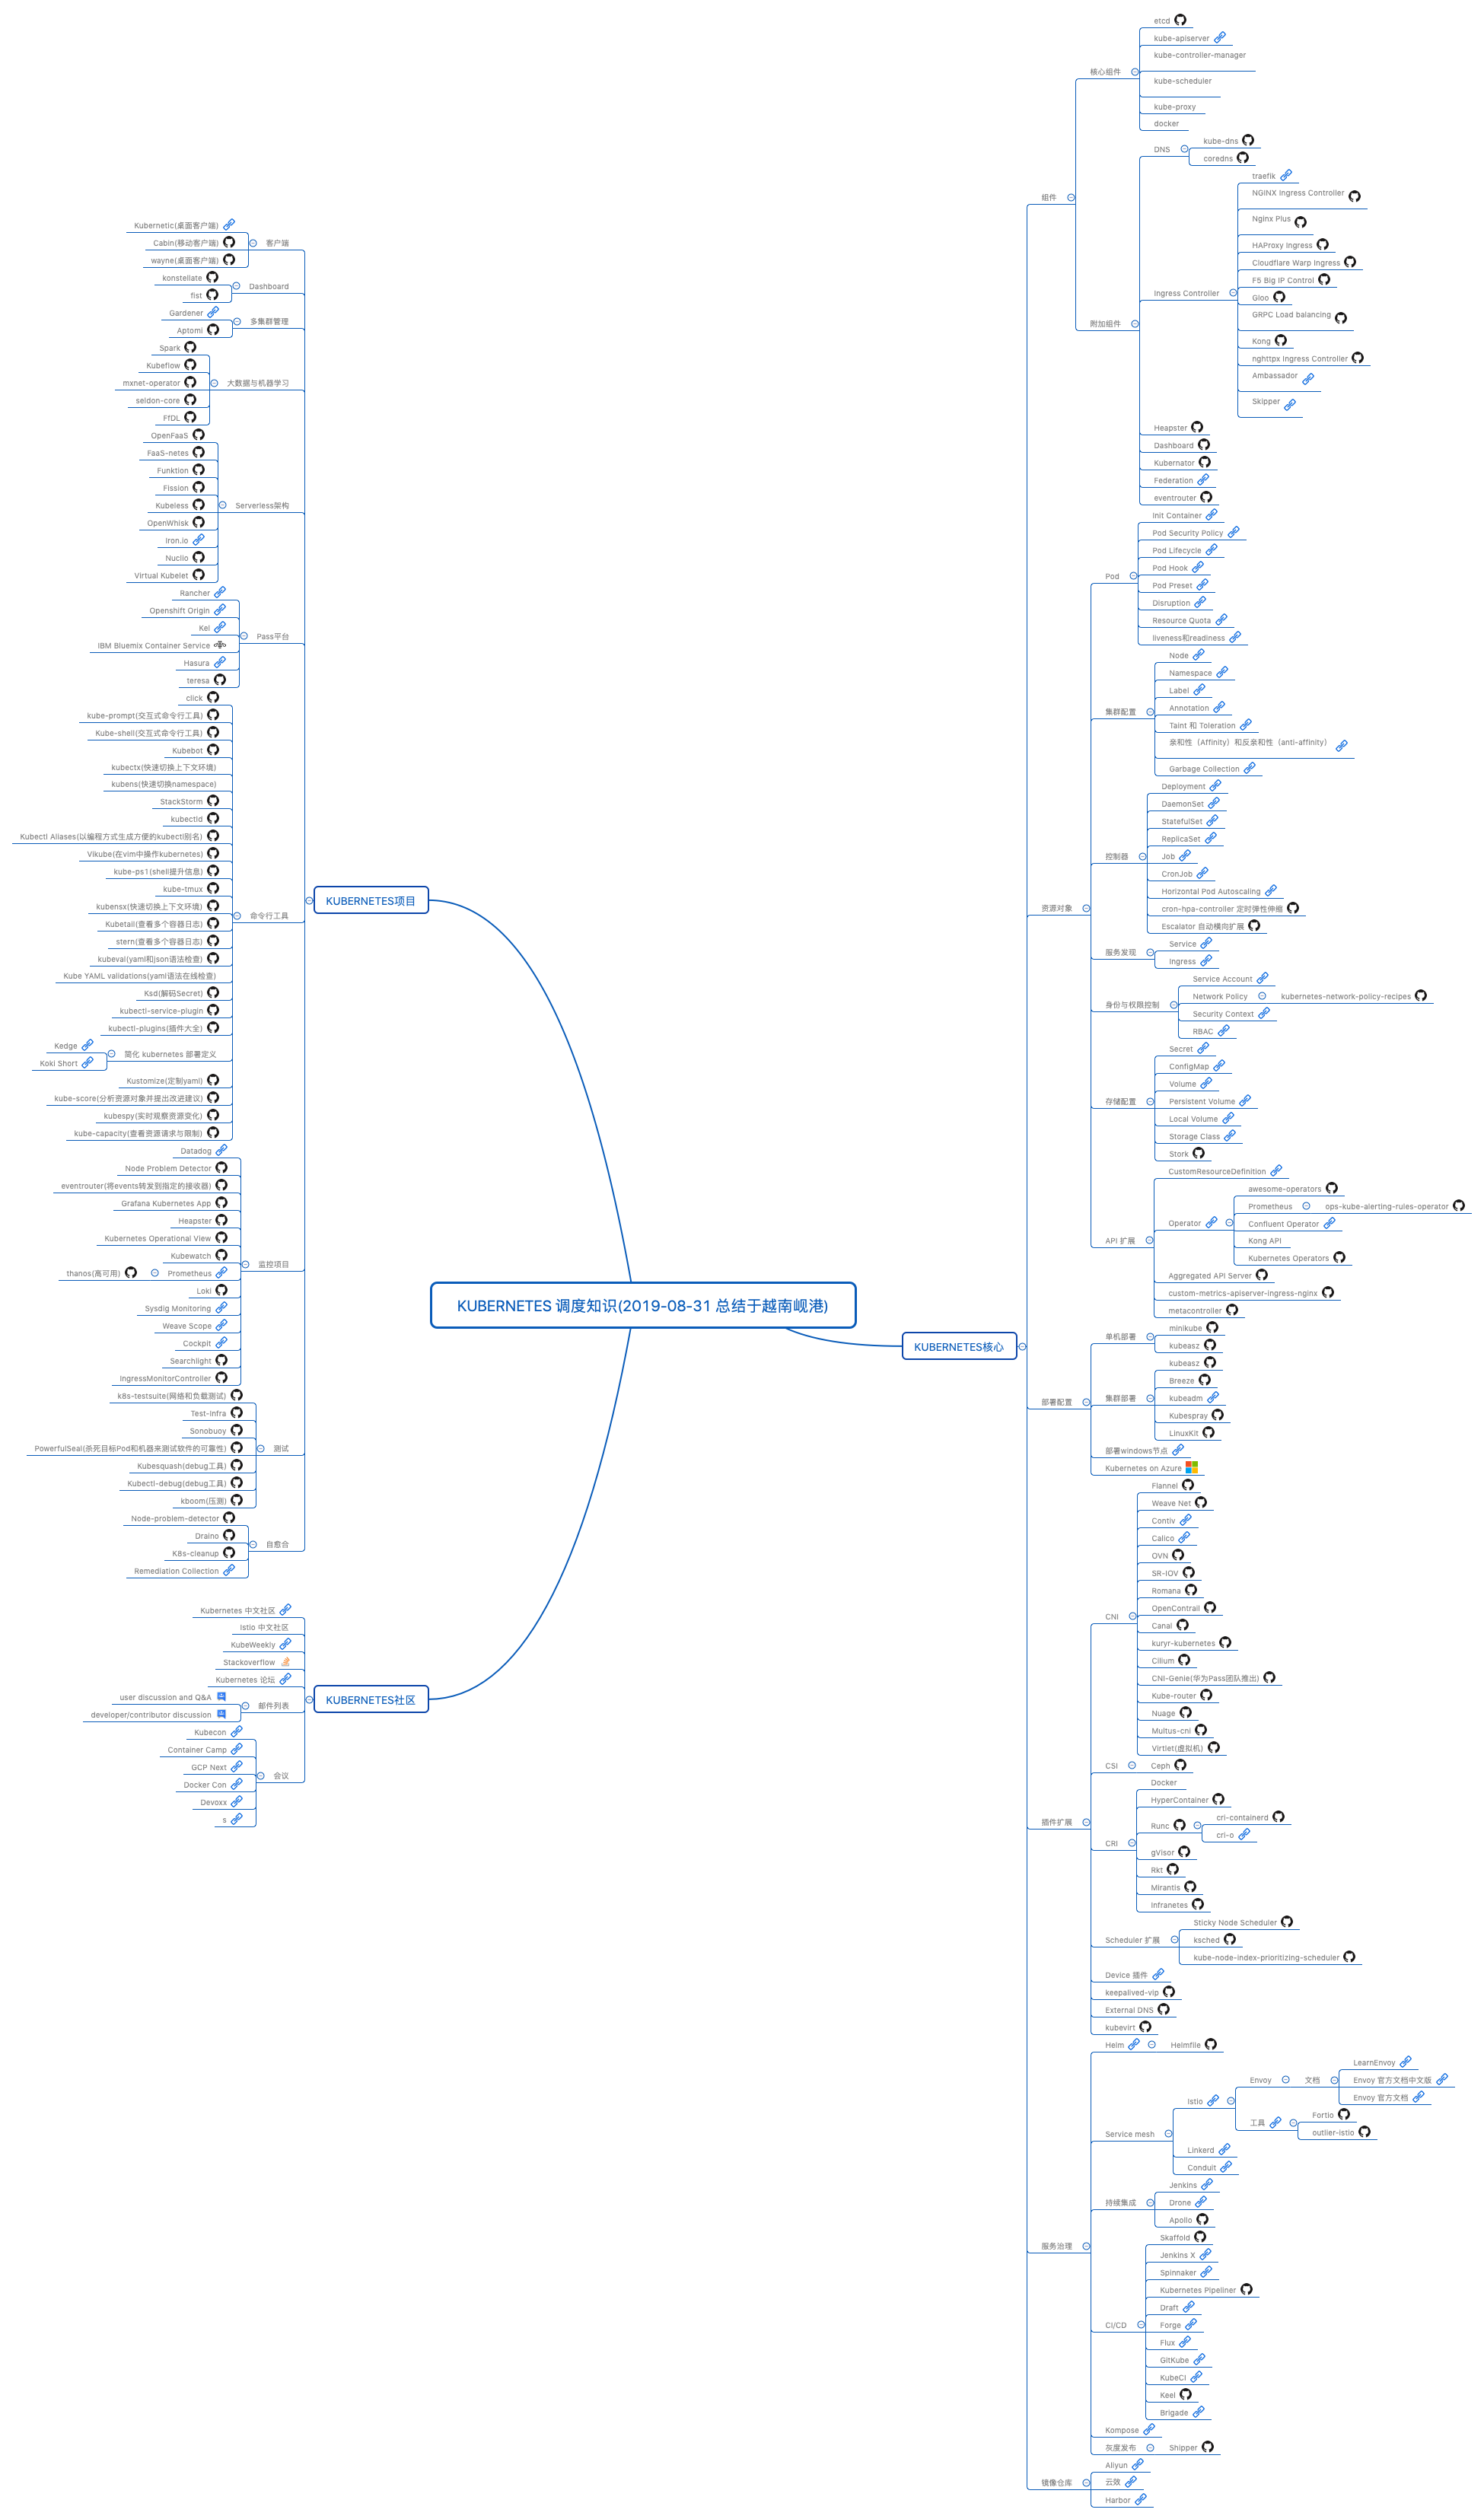 KUBERNETES 调度知识(2019-08-31 总结于越南岘港)
KUBERNETES核心
组件
核心组件
etcd
kube-apiserver
kube-controller-manager
kube-scheduler
kube-proxy
docker
附加组件
DNS
kube-dns
coredns
Ingress Controller
traefik
NGINX Ingress Controller
Nginx Plus
HAProxy Ingress
Cloudflare Warp Ingress
F5 Big IP Control
Gloo
GRPC Load balancing
Kong
nghttpx Ingress Controller
Ambassador
Skipper
Heapster
Dashboard
Kubernator
Federation
eventrouter
资源对象
Pod
Init Container
Pod Security Policy
Pod Lifecycle
Pod Hook
Pod Preset
Disruption
Resource Quota
liveness和readiness
集群配置
Node
Namespace
Label
Annotation
Taint 和 Toleration
亲和性（Affinity）和反亲和性（anti-affinity）
Garbage Collection
控制器
Deployment
DaemonSet
StatefulSet
ReplicaSet
Job
CronJob
Horizontal Pod Autoscaling
cron-hpa-controller 定时弹性伸缩
Escalator 自动横向扩展
服务发现
Service
Ingress
身份与权限控制
Service Account
Network Policy
kubernetes-network-policy-recipes
Security Context
RBAC
存储配置
Secret
ConfigMap
Volume
Persistent Volume
Local Volume
Storage Class
Stork
API 扩展
CustomResourceDefinition
Operator
awesome-operators
Prometheus
ops-kube-alerting-rules-operator
Confluent Operator
Kong API
Kubernetes Operators
Aggregated API Server
custom-metrics-apiserver-ingress-nginx
metacontroller
部署配置
单机部署
minikube
kubeasz
集群部署
kubeasz
Breeze
kubeadm
Kubespray
LinuxKit
部署windows节点
Kubernetes on Azure
插件扩展
CNI
Flannel
Weave Net
Contiv
Calico
OVN
SR-IOV
Romana
OpenContrail
Canal
kuryr-kubernetes
Cilium
CNI-Genie(华为Pass团队推出)
Kube-router
Nuage
Multus-cni
Virtlet(虚拟机)
CSI
Ceph
CRI
Docker
HyperContainer
Runc
cri-containerd
cri-o
gVisor
Rkt
Mirantis
Infranetes
Scheduler 扩展
Sticky Node Scheduler
ksched
kube-node-index-prioritizing-scheduler
Device 插件
keepalived-vip
External DNS
kubevirt
服务治理
Helm
Helmfile
Service mesh
Istio
Envoy
文档
LearnEnvoy
Envoy 官方文档中文版
Envoy 官方文档
工具
Fortio
outlier-istio
Linkerd
Conduit
持续集成
Jenkins
Drone
Apollo
CI/CD
Skaffold
Jenkins X
Spinnaker
Kubernetes Pipeliner
Draft
Forge
Flux
GitKube
KubeCI
Keel
Brigade
Kompose
灰度发布
Shipper
镜像仓库
Aliyun
云效
Harbor
KUBERNETES项目
客户端
Kubernetic(桌面客户端)
Cabin(移动客户端)
wayne(桌面客户端)
Dashboard
konstellate
fist
多集群管理
Gardener
Aptomi
大数据与机器学习
Spark
Kubeflow
mxnet-operator
seldon-core
FfDL
Serverless架构
OpenFaaS
FaaS-netes
Funktion
Fission
Kubeless
OpenWhisk
Iron.io
Nuclio
Virtual Kubelet
Pass平台
Rancher
Openshift Origin
Kel
IBM Bluemix Container Service
Hasura
teresa
命令行工具
click
kube-prompt(交互式命令行工具)
Kube-shell(交互式命令行工具)
Kubebot
kubectx(快速切换上下文环境)
kubens(快速切换namespace)
StackStorm
kubectld
Kubectl Aliases(以编程方式生成方便的kubectl别名)
Vikube(在vim中操作kubernetes)
kube-ps1(shell提升信息)
kube-tmux
kubensx(快速切换上下文环境)
Kubetail(查看多个容器日志)
stern(查看多个容器日志)
kubeval(yaml和json语法检查)
Kube YAML validations(yaml语法在线检查)
Ksd(解码Secret)
kubectl-service-plugin
kubectl-plugins(插件大全)
简化 kubernetes 部署定义
Kedge
Koki Short
Kustomize(定制yaml)
kube-score(分析资源对象并提出改进建议)
kubespy(实时观察资源变化)
kube-capacity(查看资源请求与限制)
监控项目
Datadog
Node Problem Detector
eventrouter(将events转发到指定的接收器)
Grafana Kubernetes App
Heapster
Kubernetes Operational View
Kubewatch
Prometheus
thanos(高可用)
Loki
Sysdig Monitoring
Weave Scope
Cockpit
Searchlight
IngressMonitorController
测试
k8s-testsuite(网络和负载测试)
Test-infra
Sonobuoy
PowerfulSeal(杀死目标Pod和机器来测试软件的可靠性)
Kubesquash(debug工具)
Kubectl-debug(debug工具)
kboom(压测)
自愈合
Node-problem-detector
Draino
K8s-cleanup
Remediation Collection
KUBERNETES社区
Kubernetes 中文社区
Istio 中文社区
KubeWeekly
Stackoverflow
Kubernetes 论坛
邮件列表
user discussion and Q&A
developer/contributor discussion
会议
Kubecon
Container Camp
GCP Next
Docker Con
Devoxx
s